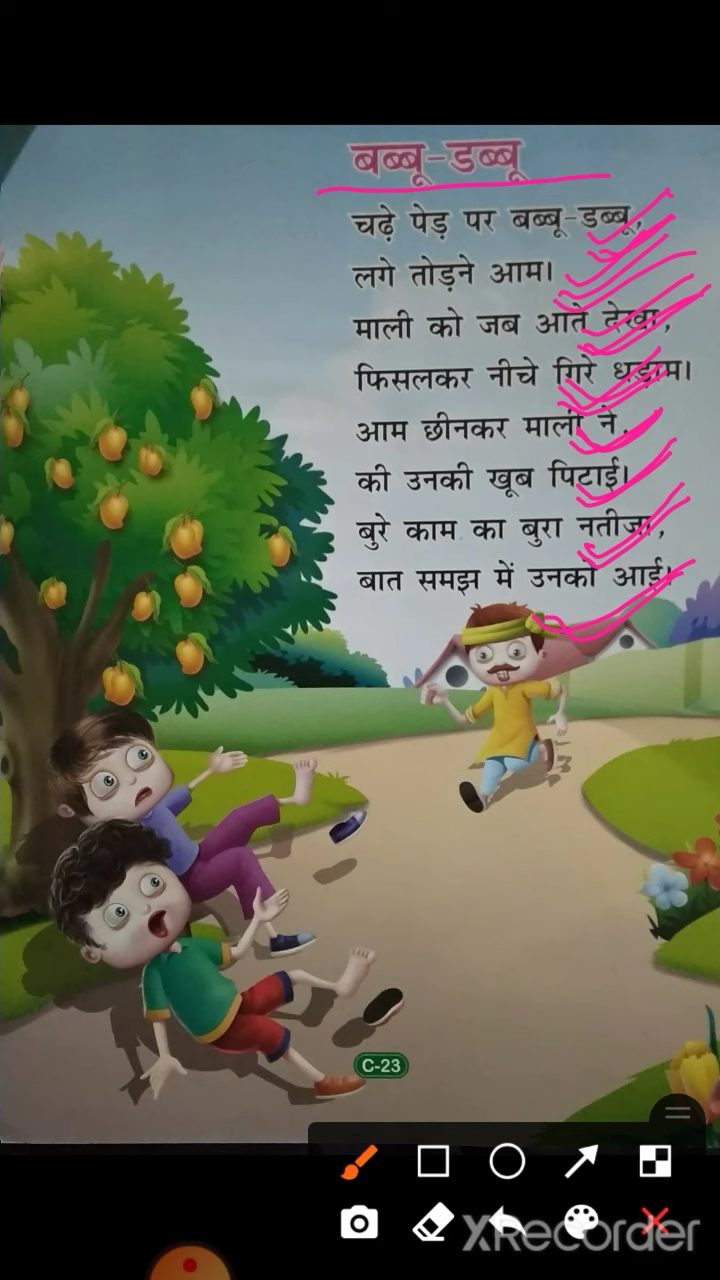 बब्बू-डब्बू
चढ़े पेड़ पर बब्बू-डब्बू,
लगे तोड़ने आम।
माली को जब आते देखा,
फिसलकर नीचे गिरे धड़ाम।
आम छीनकर माली ने,
की उनकी खूब पिटाई।
बुरे काम का बुरा नतीजा,
बात समझ में उनको आई।
C-23
XRecorder